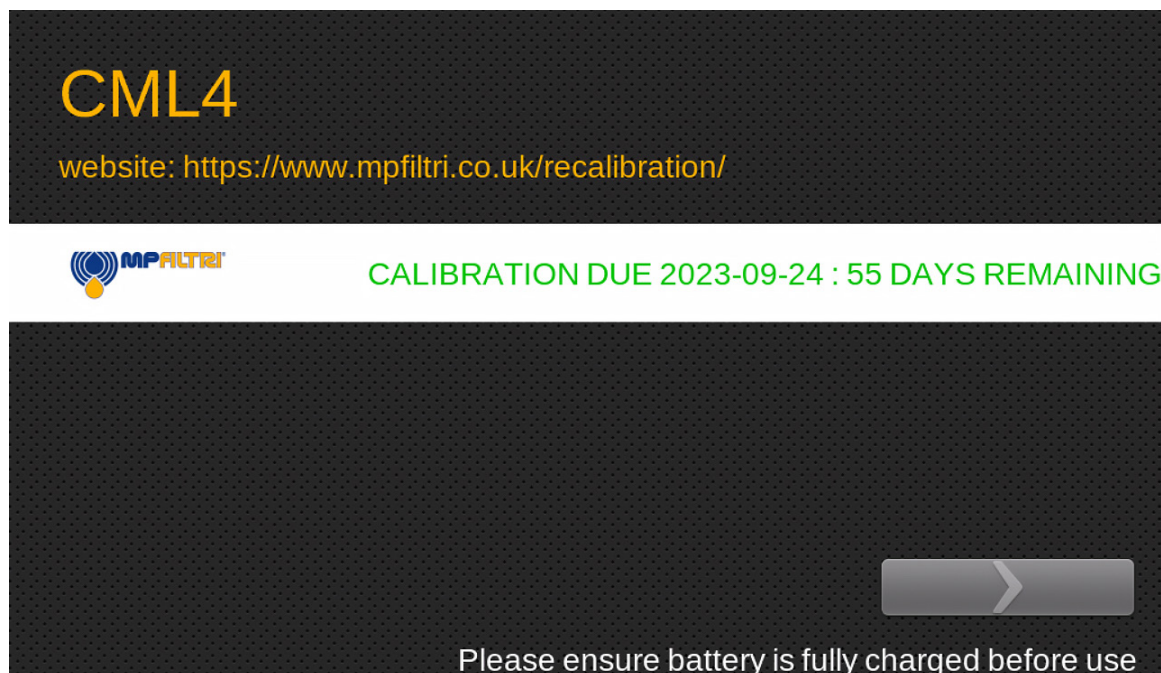 CML4
website: https://www.mpfiltri.co.uk/recalibration/
MPFILTRI® CALIBRATION DUE 2023-09-24 : 55 DAYS REMAINING
Please ensure battery is fully charged before use